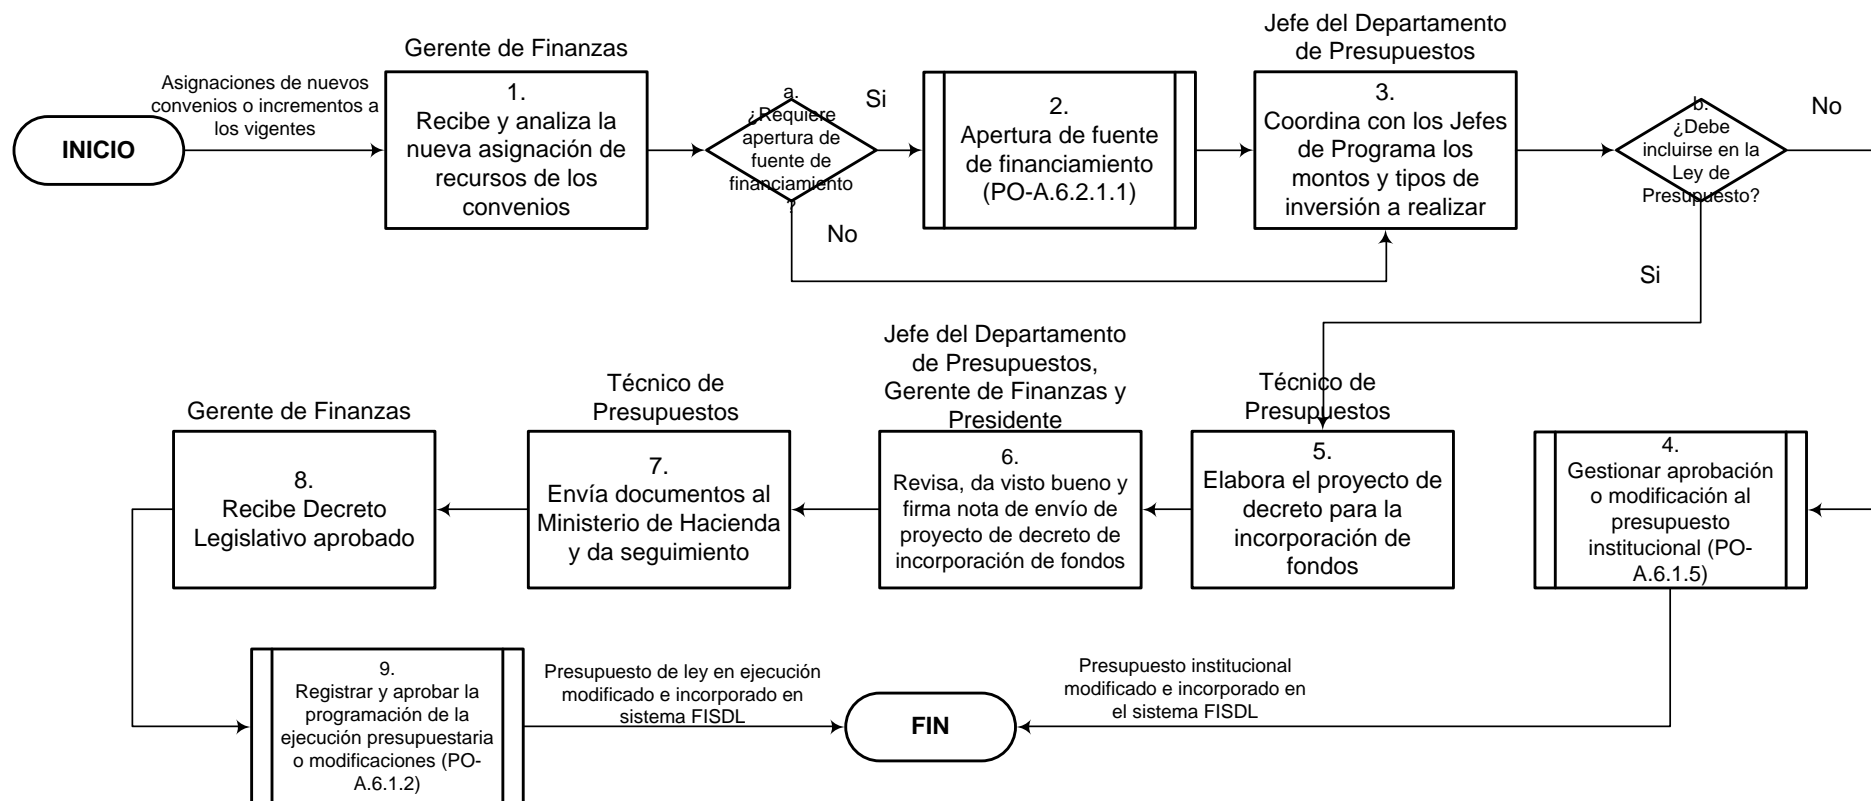 INICIO
Asignaciones de nuevos
convenios o incrementos a
los vigentes
Gerente de Finanzas
1.
Recibe y analiza la
nueva asignación de
recursos de los
convenios
a.
¿Requiere
apertura de
fuente de
financiamiento
?
Si
No
2.
Apertura de fuente
de financiamiento
(PO-A.6.2.1.1)
Jefe del Departamento
de Presupuestos
3.
Coordina con los Jefes
de Programa los
montos y tipos de
inversión a realizar
b.
¿Debe
incluirse en la
Ley de
Presupuesto?
No
Si
4.
Gestionar aprobación
o modificación al
presupuesto
institucional (PO-
A.6.1.5)
Técnico de
Presupuestos
5.
Elabora el proyecto de
decreto para la
incorporación de
fondos
Jefe del Departamento
de Presupuestos,
Gerente de Finanzas y
Presidente
6.
Revisa, da visto bueno y
firma nota de envío de
proyecto de decreto de
incorporación de fondos
Técnico de
Presupuestos
7.
Envía documentos al
Ministerio de Hacienda
y da seguimiento
Gerente de Finanzas
8.
Recibe Decreto
Legislativo aprobado
9.
Registrar y aprobar la
programación de la
ejecución presupuestaria
o modificaciones (PO-
A.6.1.2)
Presupuesto de ley en ejecución
modificado e incorporado en
sistema FISDL
FIN
Presupuesto institucional
modificado e incorporado en
el sistema FISDL